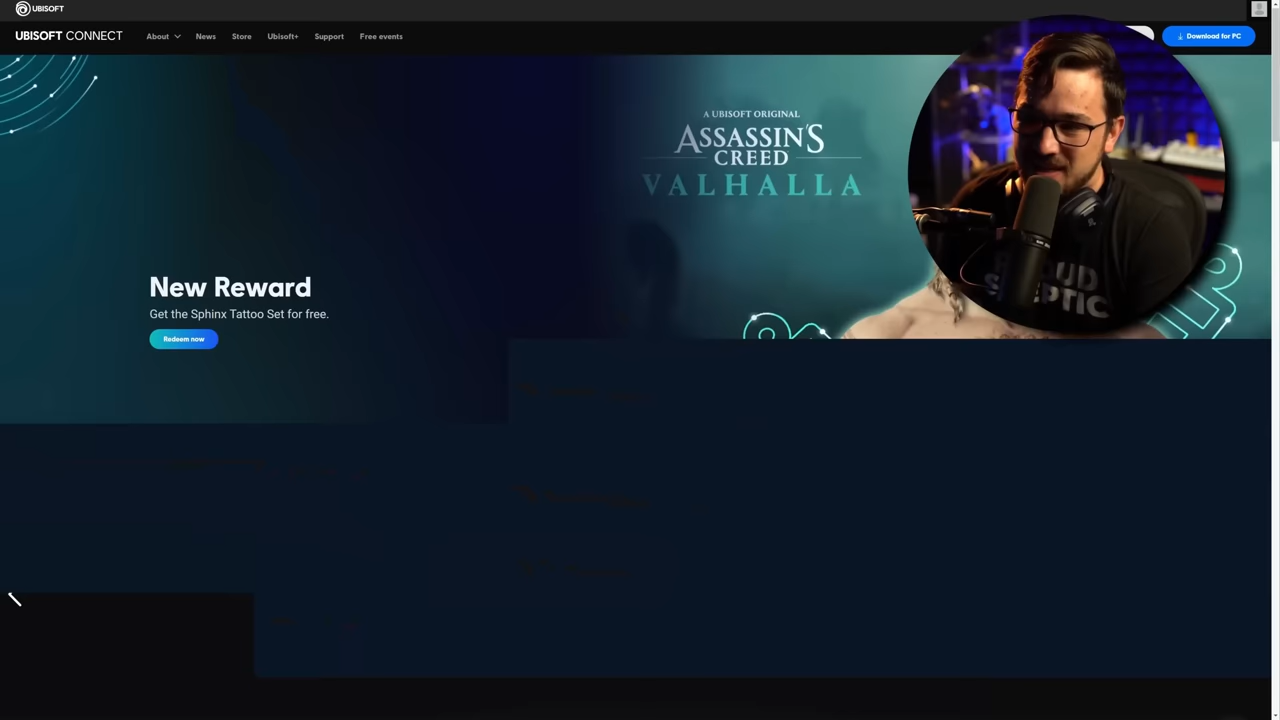 UBISOFT
UBISOFT CONNECT
About
News
Store
Ubisoft+
Support
Free events
Download for PC
A UBISOFT ORIGINAL
ASSASSIN'S
CREED
VALHALLA
New Reward
Get the Sphinx Tattoo Set for free.
Redeem now